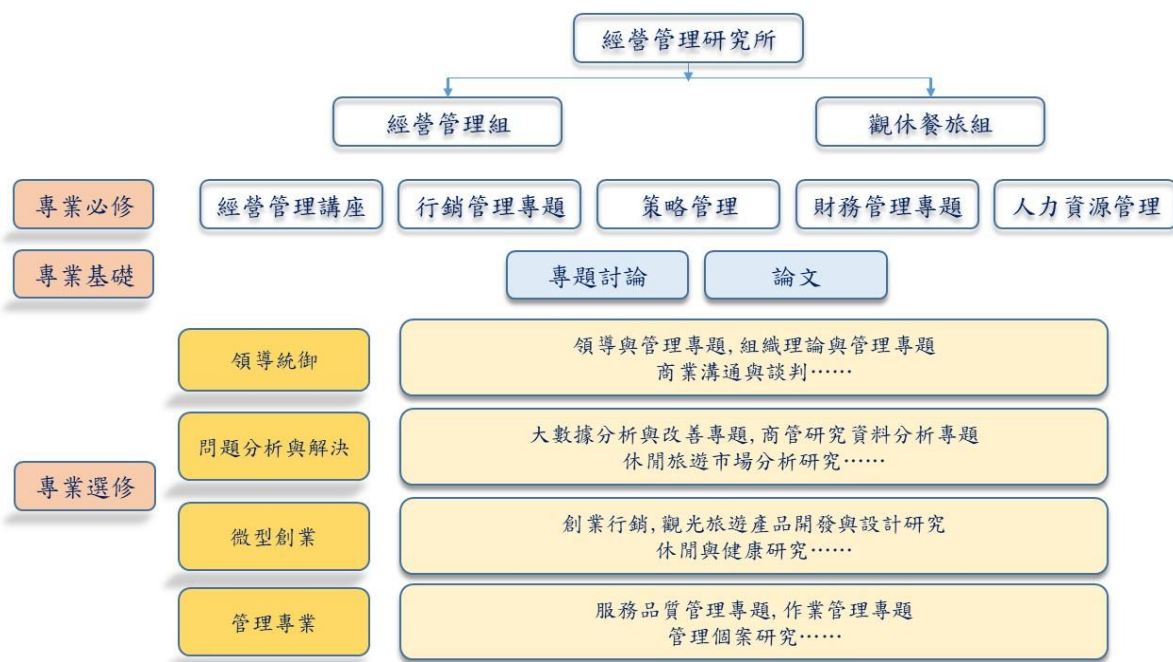 經營管理研究所
經營管理組
觀休餐旅組
專業必修
經營管理講座
行銷管理專題
策略管理
財務管理專題
人力資源管理
專業基礎
專題討論
論文
專業選修
領導統御
領導與管理專題, 組織理論與管理專題
商業溝通與談判⋯⋯
問題分析與解決
大數據分析與改善專題, 商管研究資料分析專題
休閒旅遊市場分析研究⋯⋯
微型創業
創業行銷, 觀光旅遊產品開發與設計研究
休閒與健康研究⋯⋯
管理專業
服務品質管理專題, 作業管理專題
管理個案研究⋯⋯